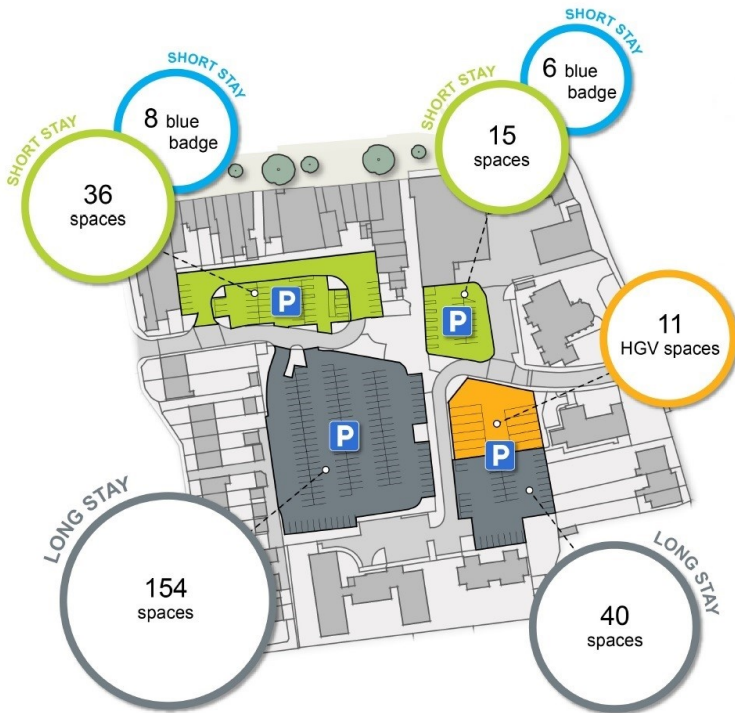 SHORT STAY
8 blue
badge
SHORT STAY
36
spaces
SHORT STAY
6 blue
badge
SHORT STAY
15
spaces
P
P
11
HGV spaces
P
P
LONG STAY
154
spaces
LONG STAY
40
spaces